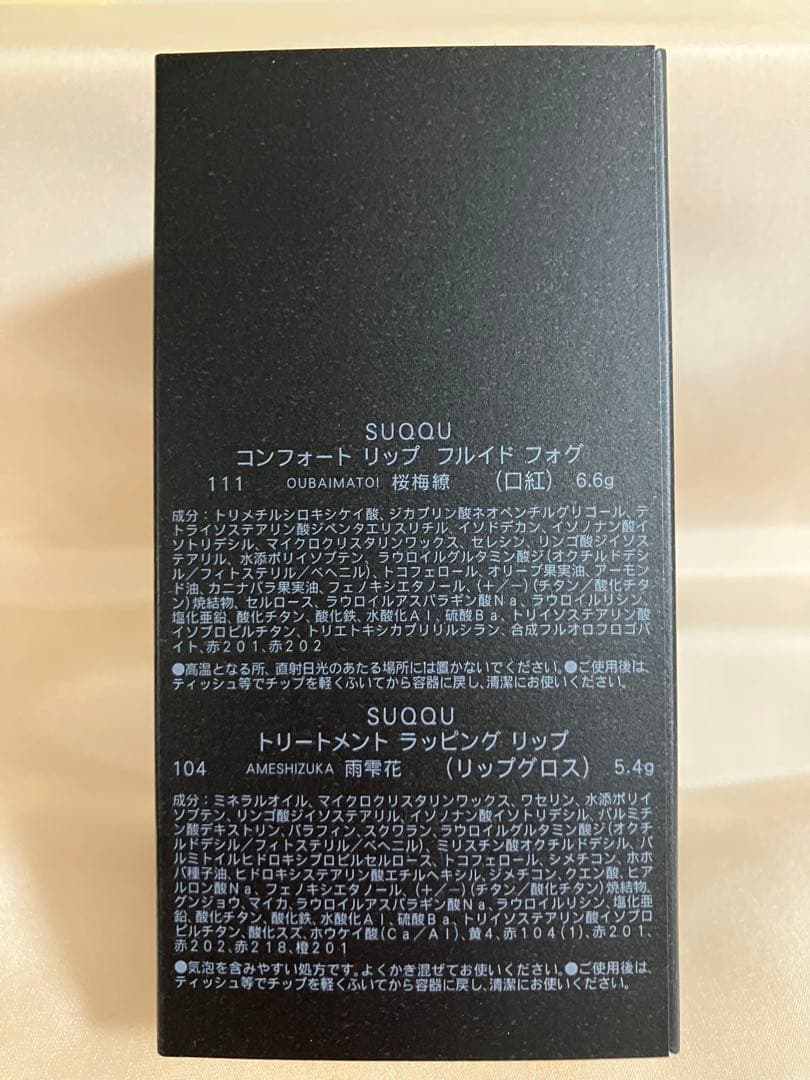 SUQQU
コンフォート リップ フルイド フォグ
111 OUBAIMATOI 桜梅繚 (口紅) 6.6g
成分:トリメチルシロキシケイ酸、ジカプリン酸ネオペンチルグリコール、テ
トライソステアリン酸ジペンタエリスリチル、イソドデカン、イソノナン酸イ
ソトリデシル、マイクロクリスタリンワックス、セレシン、リンゴ酸ジイソス
テアリル、水添ポリイソブテン、ラウロイルグルタミン酸ジ(オクチルドデシ
ル/フィトステリル/ベヘニル)、トコフェロール、オリーブ果実油、アーモン
ド油、カニナバラ果実油、フェノキシエタノール、(+/-)(チタン/酸化チタ
ン)焼結物、セルロース、ラウロイルアスパラギン酸Na、ラウロイルリシン、
塩化亜鉛、酸化チタン、酸化鉄、水酸化Al、硫酸Ba、トリイソステアリン酸
イソプロピルチタン、トリエトキシカプリリルシラン、合成フルオロフロゴパ
イト、赤201、赤202
●高温となる所、直射日光のあたる場所には置かないでください。●ご使用後は、
ティッシュ等でチップを軽くふいてから容器に戻し、清潔にお使いください。
SUQQU
トリートメント ラッピング リップ
104 AMESHIZUKA 雨雫花 (リップグロス) 5.4g
成分:ミネラルオイル、マイクロクリスタリンワックス、ワセリン、水添ポリイ
ソブテン、リンゴ酸ジイソステアリル、イソノナン酸イソトリデシル、パルミチ
ン酸デキストリン、パラフィン、スクワラン、ラウロイルグルタミン酸ジ(オクチ
ルドデシル/フィトステリル/ベヘニル)、ミリスチン酸オクチルドデシル、パ
ルミトイルヒドロキシプロピルセルロース、トコフェロール、シメチコン、ホホ
バ種子油、ヒドロキシステアリン酸エチルヘキシル、ジメチコン、クエン酸、ヒア
ルロン酸Na、フェノキシエタノール、(+/-)(チタン/酸化チタン)焼結物、
グンジョウ、マイカ、ラウロイルアスパラギン酸Na、ラウロイルリシン、塩化亜
鉛、酸化チタン、酸化鉄、水酸化Al、硫酸Ba、トリイソステアリン酸イソプロ
ピルチタン、酸化スズ、ホウケイ酸(Ca/Al)、黄4、赤104(1)、赤201、
赤202、赤218、橙201
●気泡を含みやすい処方です。よくかき混ぜてお使いください。●ご使用後は、
ティッシュ等でチップを軽くふいてから容器に戻し、清潔にお使いください。